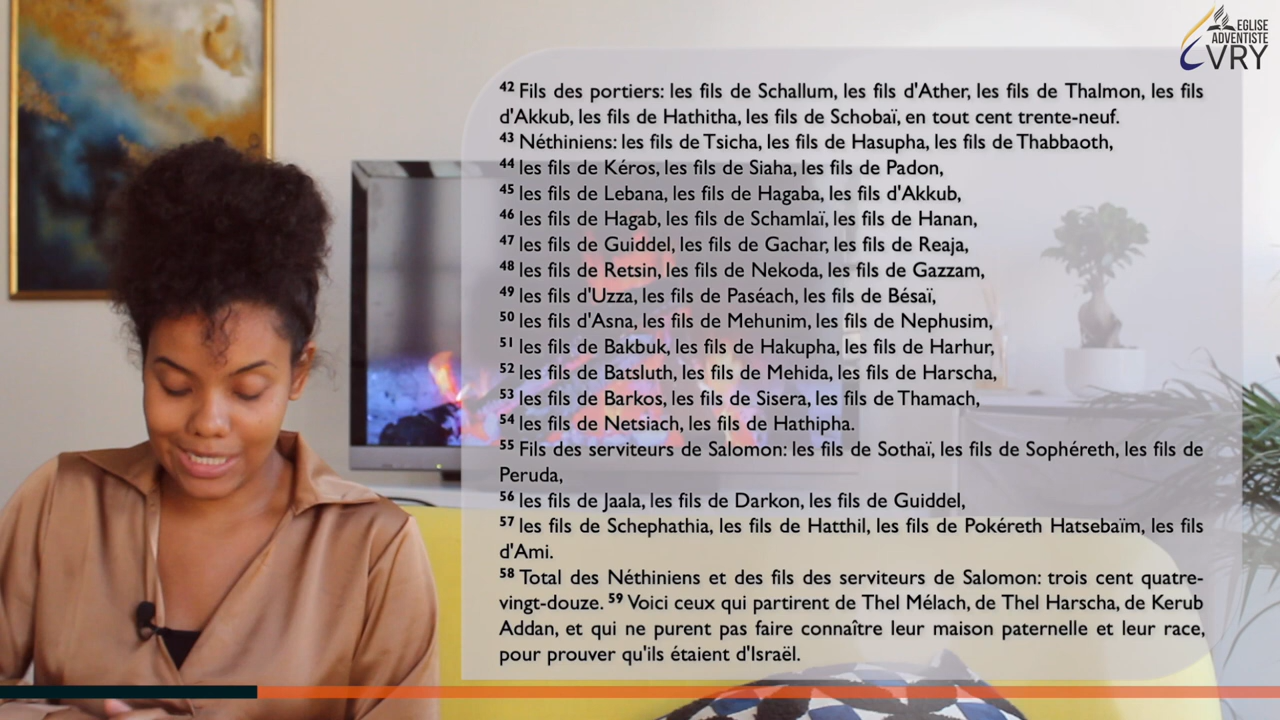 EGLISE
ADVENTISTE
VRY
42 Fils des portiers: les fils de Schallum, les fils d'Ather, les fils de Thalmon, les fils
d'Akkub, les fils de Hathitha, les fils de Schobaï, en tout cent trente-neuf.
43 Néthiniens: les fils de Tsicha, les fils de Hasupha, les fils de Thabbaoth,
44 les fils de Kéros, les fils de Siaha, les fils de Padon,
45 les fils de Lebana, les fils de Hagaba, les fils d'Akkub,
46 les fils de Hagab, les fils de Schamlaï, les fils de Hanan,
47 les fils de Guiddel, les fils de Gachar, les fils de Reaja,
48 les fils de Retsin, les fils de Nekoda, les fils de Gazzam,
49 les fils d'Uzza, les fils de Paséach, les fils de Bésaï,
50 les fils d'Asna, les fils de Mehunim, les fils de Nephusim,
51 les fils de Bakbuk, les fils de Hakupha, les fils de Harhur,
52 les fils de Batsluth, les fils de Mehida, les fils de Harscha,
53 les fils de Barkos, les fils de Sisera, les fils de Thamach,
54 les fils de Netsiach, les fils de Hathipha.
55 Fils des serviteurs de Salomon: les fils de Sothaï, les fils de Sophéreth, les fils de
Peruda,
56 les fils de Jaala, les fils de Darkon, les fils de Guiddel,
57 les fils de Schephathia, les fils de Hatthil, les fils de Pokéreth Hatsebaïm, les fils
d'Ami.
58 Total des Néthiniens et des fils des serviteurs de Salomon: trois cent quatre-
vingt-douze. 59 Voici ceux qui partirent de Thel Mélach, de Thel Harscha, de Kerub
Addan, et qui ne purent pas faire connaître leur maison paternelle et leur race,
pour prouver qu'ils étaient d'Israël.